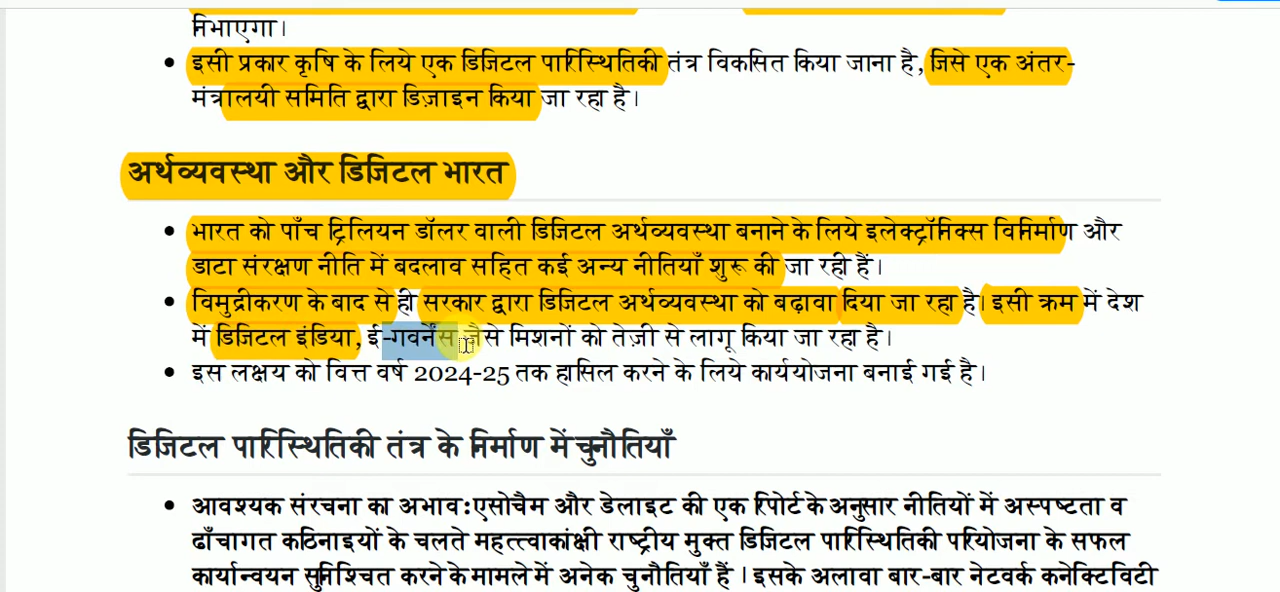 निभाएगा।
• इसी प्रकार कृषि के लिये एक डिजिटल पारिस्थितिकी तंत्र विकसित किया जाना है, जिसे एक अंतर-
मंत्रालयी समिति द्वारा डिज़ाइन किया जा रहा है।
अर्थव्यवस्था और डिजिटल भारत
• भारत को पाँच ट्रिलियन डॉलर वाली डिजिटल अर्थव्यवस्था बनाने के लिये इलेक्ट्रॉनिक्स विनिर्माण और
डाटा संरक्षण नीति में बदलाव सहित कई अन्य नीतियाँ शुरू की जा रही हैं।
• विमुद्रीकरण के बाद से ही सरकार द्वारा डिजिटल अर्थव्यवस्था को बढ़ावा दिया जा रहा है। इसी क्रम में देश
में डिजिटल इंडिया, ई-गवर्नेंस जैसे मिशनों को तेज़ी से लागू किया जा रहा है।
• इस लक्ष्य को वित्त वर्ष 2024-25 तक हासिल करने के लिये कार्ययोजना बनाई गई है।
डिजिटल पारिस्थितिकी तंत्र के निर्माण में चुनौतियाँ
• आवश्यक संरचना का अभाव:एसोचैम और डेलाइट की एक रिपोर्ट के अनुसार नीतियों में अस्पष्टता व
ढाँचागत कठिनाइयों के चलते महत्त्वाकांक्षी राष्ट्रीय मुक्त डिजिटल पारिस्थितिकी परियोजना के सफल
कार्यान्वयन सुनिश्चित करने के मामले में अनेक चुनौतियाँ हैं । इसके अलावा बार-बार नेटवर्क कनेक्टिविटी